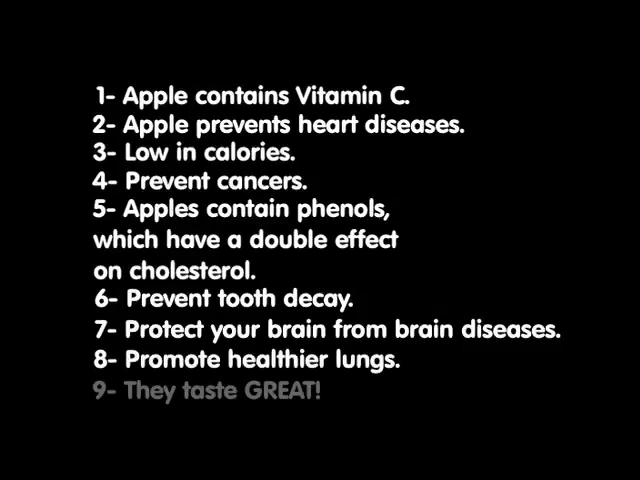 1- Apple contains Vitamin C.
2- Apple prevents heart diseases.
3- Low in calories.
4- Prevent cancers.
5- Apples contain phenols,
which have a double effect
on cholesterol.
6- Prevent tooth decay.
7- Protect your brain from brain diseases.
8- Promote healthier lungs.
9- They taste GREAT!